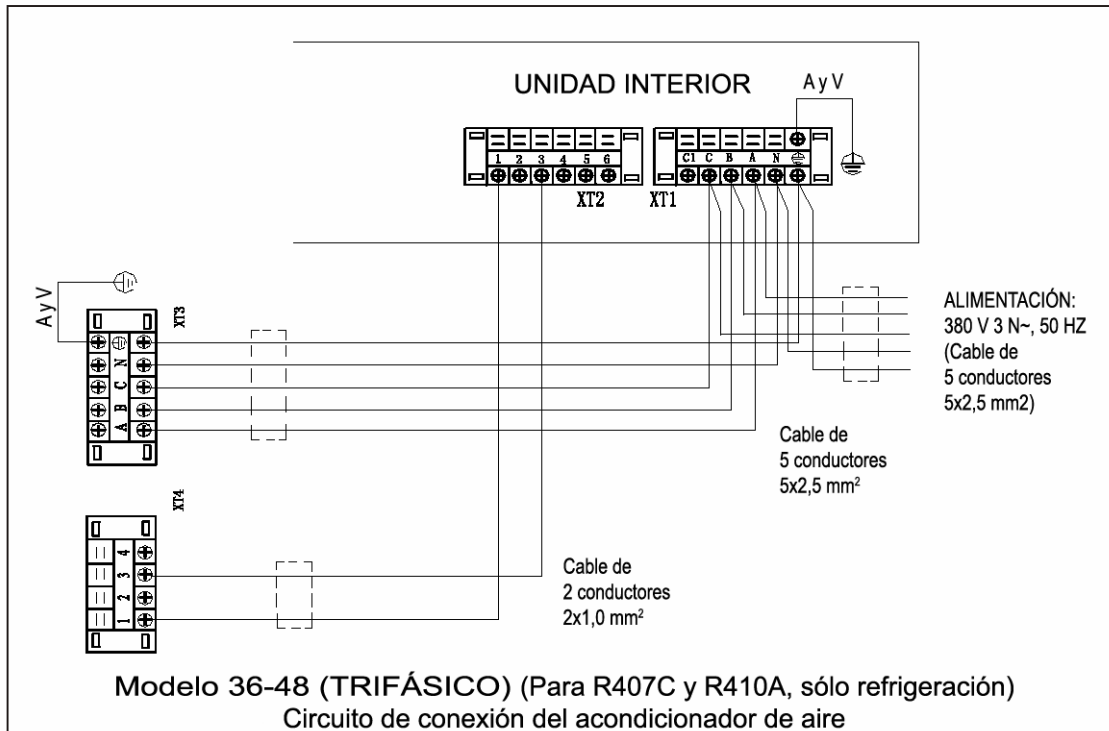 UNIDAD INTERIOR
A y V
1 2 3 4 5 6
C1 C B A N
XT2
XT1
A y V
XT3
N
C
B
A
ALIMENTACIÓN:
380 V 3 N~, 50 HZ
(Cable de
5 conductores
5x2,5 mm2)
Cable de
5 conductores
5x2,5 mm²
XT4
4
3
2
1
Cable de
2 conductores
2x1,0 mm²
Modelo 36-48 (TRIFÁSICO) (Para R407C y R410A, sólo refrigeración)
Circuito de conexión del acondicionador de aire